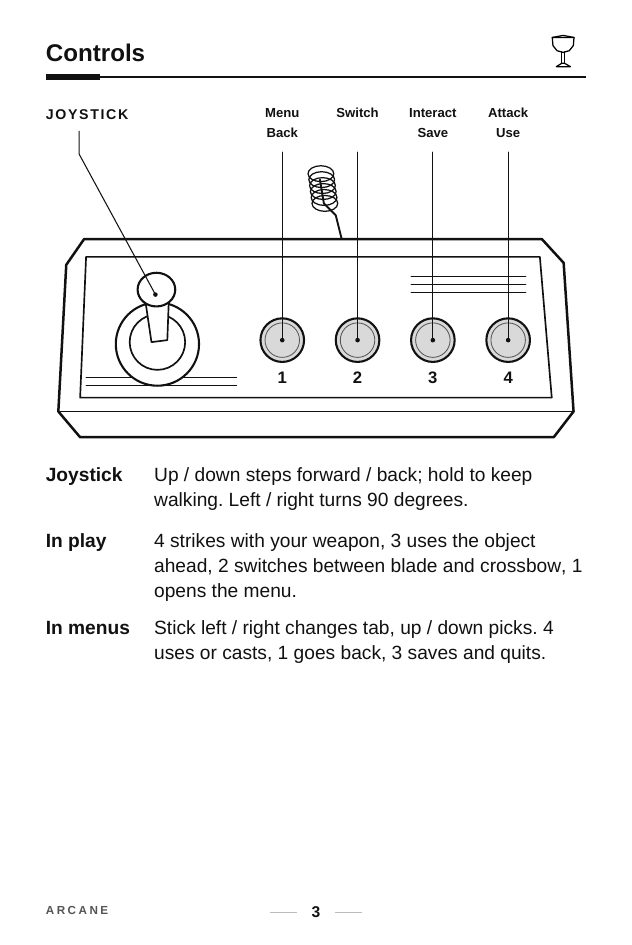 Controls
JOYSTICK
Menu
Back
Switch
Interact
Save
Attack
Use
1
2
3
4
Joystick
Up / down steps forward / back; hold to keep
walking. Left / right turns 90 degrees.
In play
4 strikes with your weapon, 3 uses the object
ahead, 2 switches between blade and crossbow, 1
opens the menu.
In menus
Stick left / right changes tab, up / down picks. 4
uses or casts, 1 goes back, 3 saves and quits.
ARCANE
3